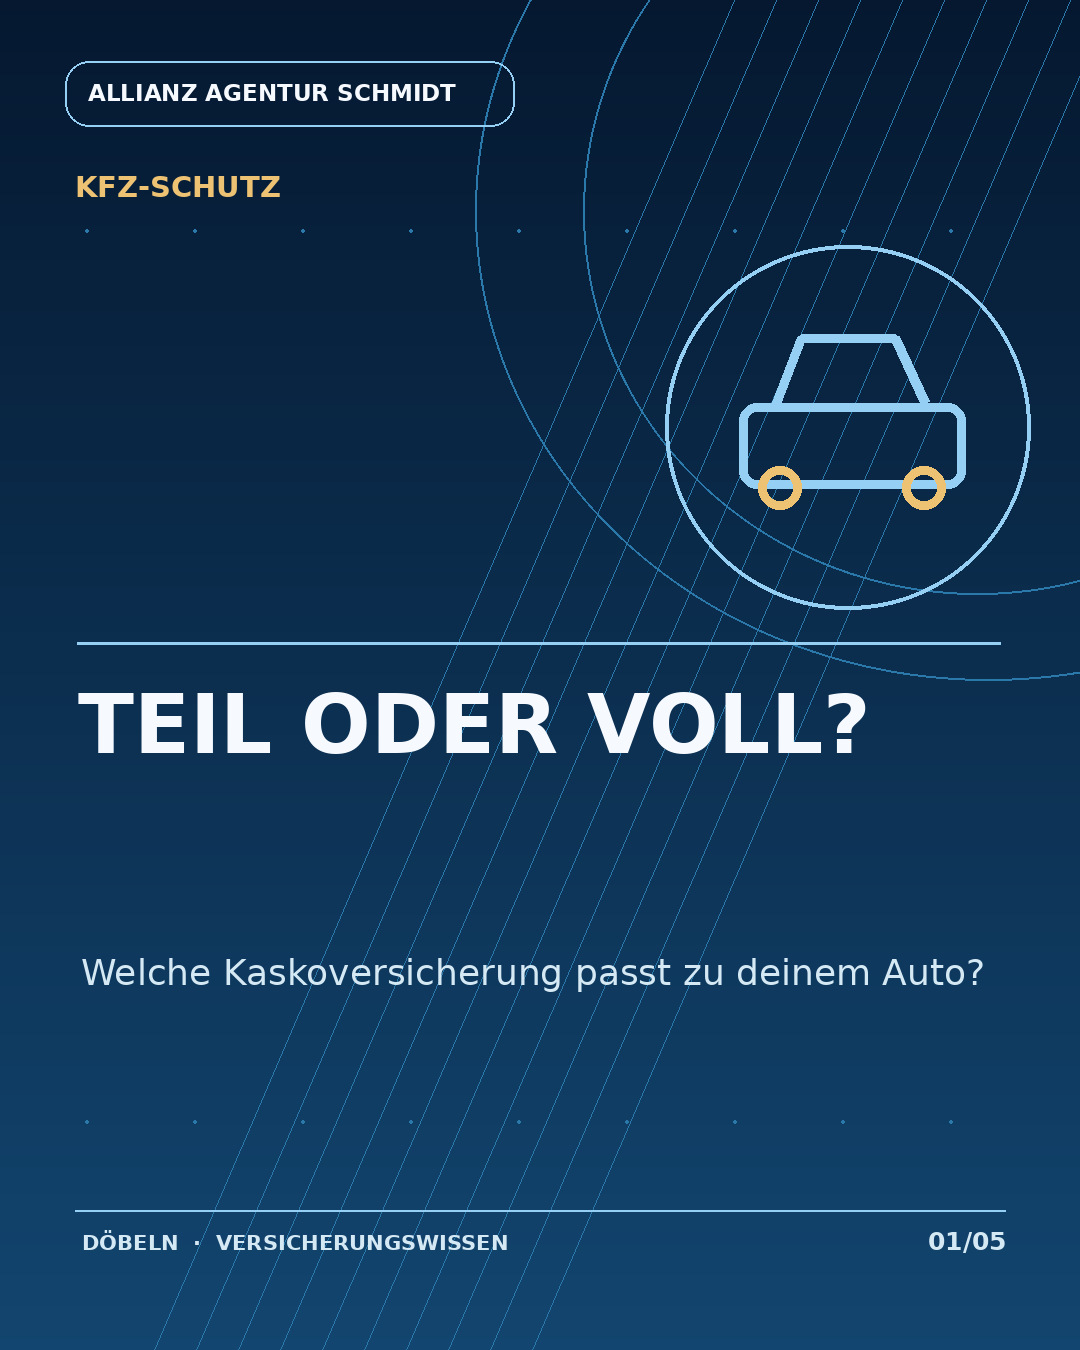 ALLIANZ AGENTUR SCHMIDT
KFZ-SCHUTZ
TEIL ODER VOLL?
Welche Kaskoversicherung passt zu deinem Auto?
DÖBELN · VERSICHERUNGSWISSEN
01/05